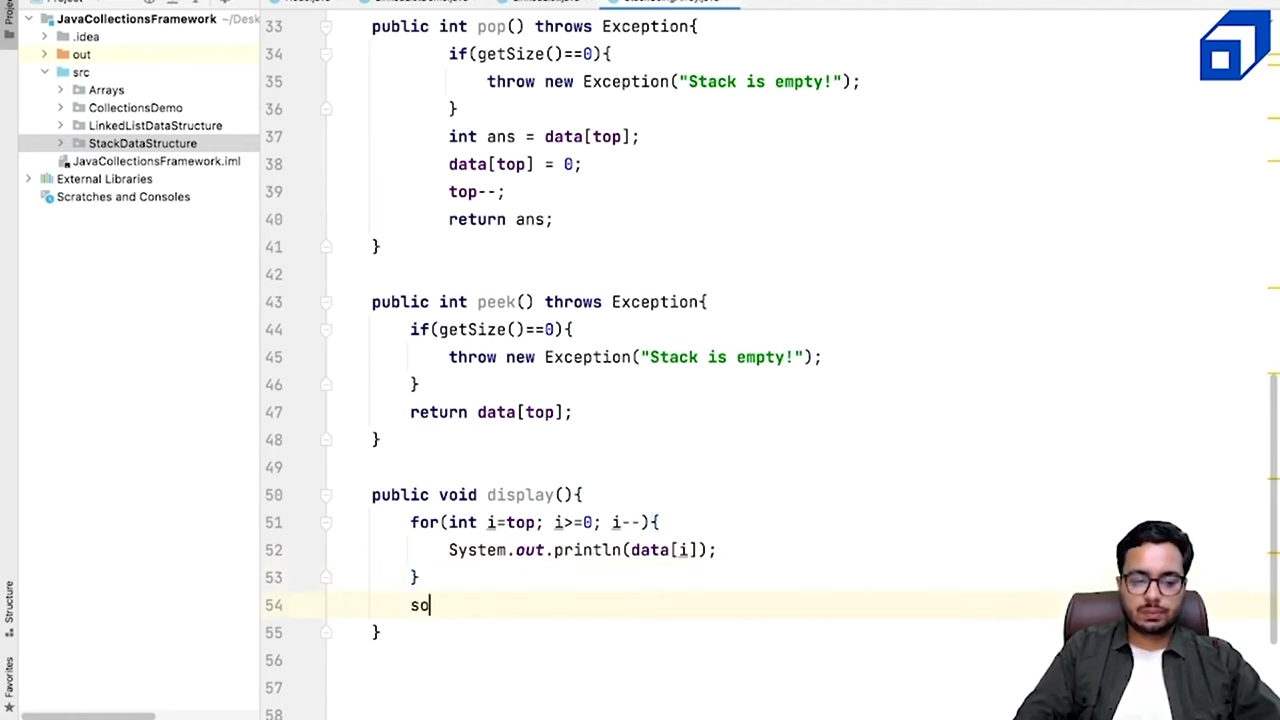 JavaCollectionsFramework ~/Desk
.idea
out
src
Arrays
CollectionsDemo
LinkedListDataStructure
StackDataStructure
JavaCollectionsFramework.iml
External Libraries
Scratches and Consoles
Structure
Favorites
33 public int pop() throws Exception{
34 if(getSize()==0){
35 throw new Exception("Stack is empty!");
36 }
37 int ans = data[top];
38 data[top] = 0;
39 top--;
40 return ans;
41 }
42
43 public int peek() throws Exception{
44 if(getSize()==0){
45 throw new Exception("Stack is empty!");
46 }
47 return data[top];
48 }
49
50 public void display(){
51 for(int i=top; i>=0; i--){
52 System.out.println(data[i]);
53 }
54 so
55 }
56
57
58